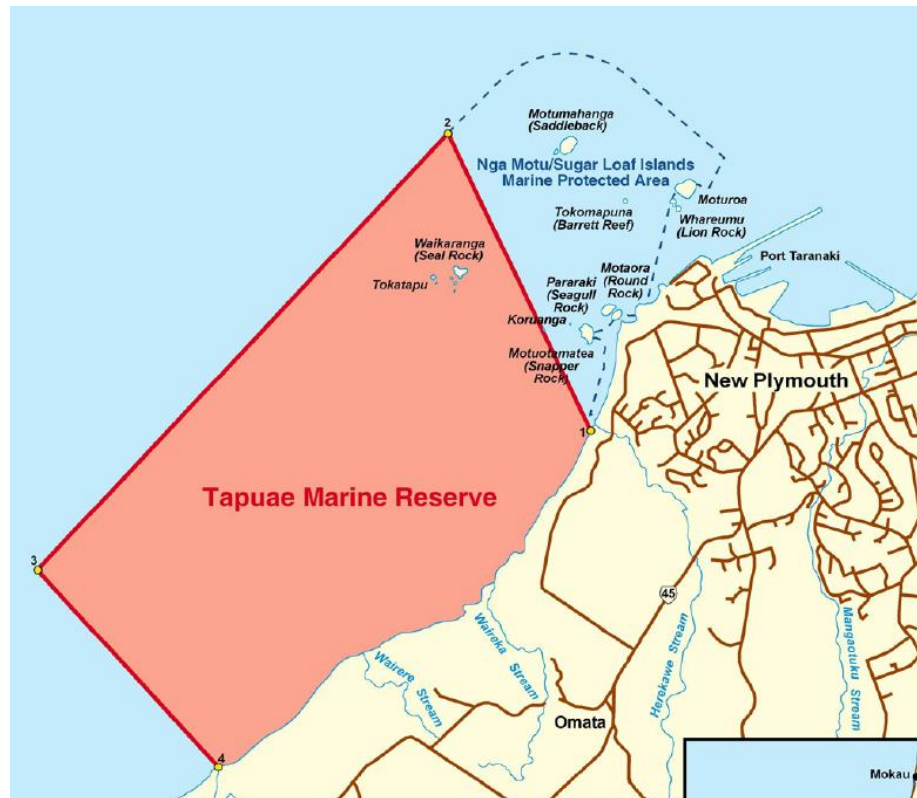 2
Motumahanga
(Saddleback)
Nga Motu/Sugar Loaf Islands
Marine Protected Area
Moturoa
Tokomapuna
(Barrett Reef)
Whareumu
(Lion Rock)
Waikaranga
(Seal Rock)
Tokatapu
Port Taranaki
Motaora
(Round
Rock)
Pararaki
(Seagull
Rock)
Koruanga
Motuotamatea
(Snapper
Rock)
New Plymouth
1
Tapuae Marine Reserve
3
45
Waireka Stream
Wairere Stream
Herekawe Stream
Mangaotuku Stream
Omata
4
Mokau